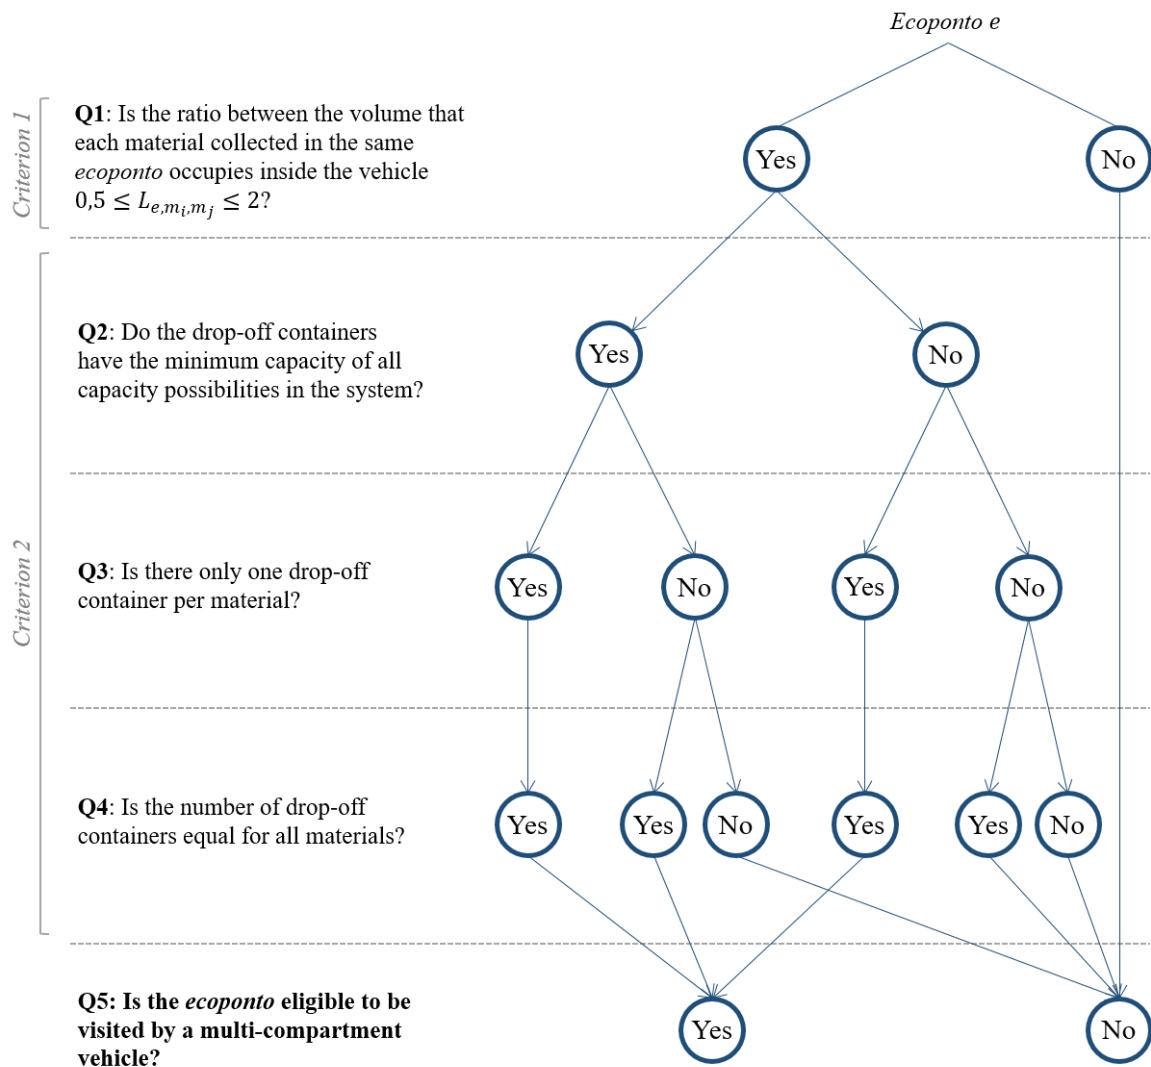 Ecoponto e
Criterion 1
Q1: Is the ratio between the volume that
each material collected in the same
ecoponto occupies inside the vehicle
0,5 ≤ L_{e,m_i,m_j} ≤ 2?
Yes
No
Criterion 2
Q2: Do the drop-off containers
have the minimum capacity of all
capacity possibilities in the system?
Yes
No
Q3: Is there only one drop-off
container per material?
Yes
No
Yes
No
Q4: Is the number of drop-off
containers equal for all materials?
Yes
Yes
No
Yes
Yes
No
Q5: Is the ecoponto eligible to be
visited by a multi-compartment
vehicle?
Yes
No